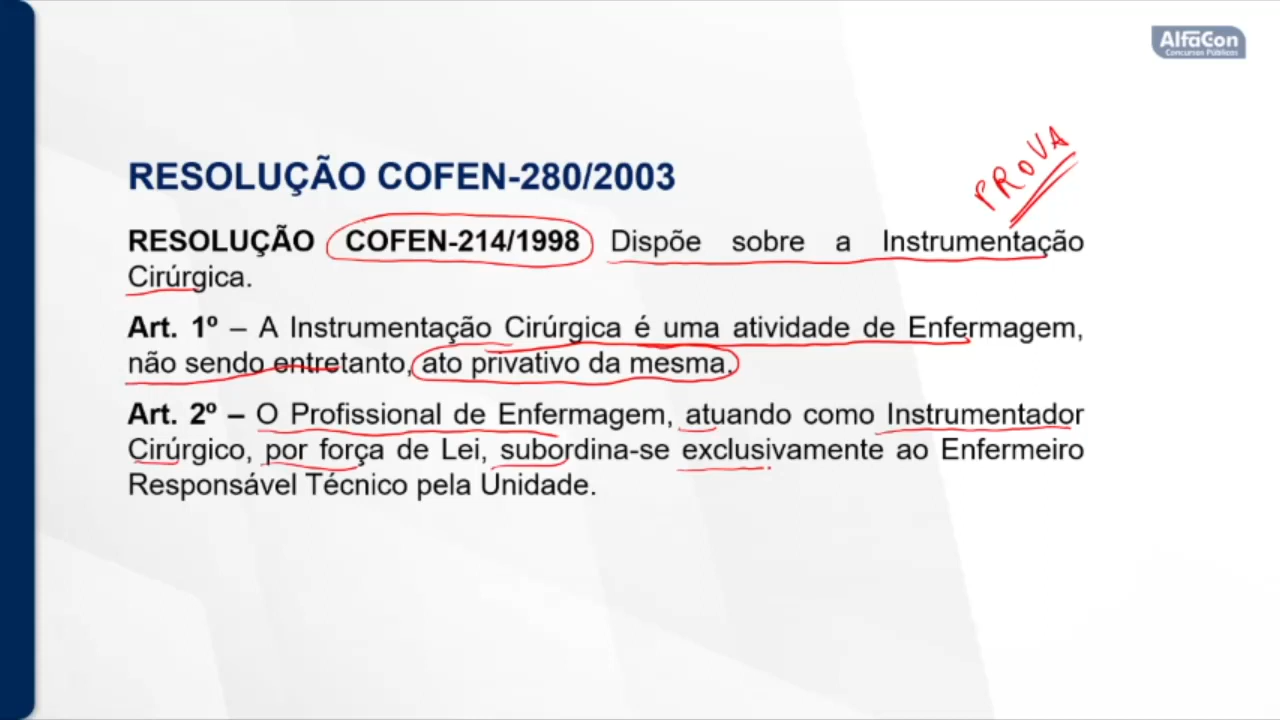 AlfaCon
Concursos Públicos
PROVA
RESOLUÇÃO COFEN-280/2003
RESOLUÇÃO COFEN-214/1998 Dispõe sobre a Instrumentação
Cirúrgica.
Art. 1º – A Instrumentação Cirúrgica é uma atividade de Enfermagem,
não sendo entretanto, ato privativo da mesma.
Art. 2º – O Profissional de Enfermagem, atuando como Instrumentador
Cirúrgico, por força de Lei, subordina-se exclusivamente ao Enfermeiro
Responsável Técnico pela Unidade.